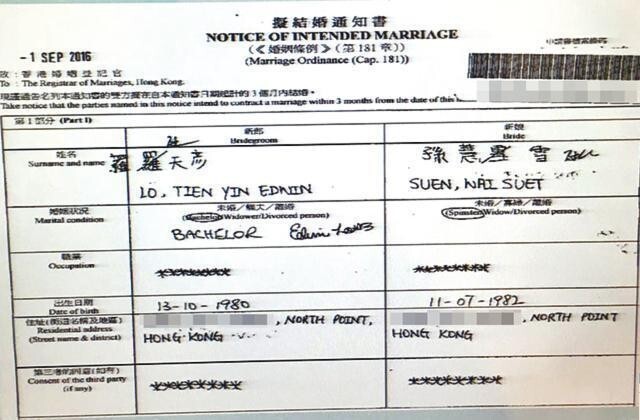 擬結婚通知書
NOTICE OF INTENDED MARRIAGE
(《婚姻條例》(第 181 章))
(Marriage Ordinance (Cap. 181))
-1 SEP 2016
致:香港婚姻登記官
To : The Registrar of Marriages, Hong Kong.
Take notice that the parties named in this notice intend to contract a marriage within 3 months from the date of this
第 1 部分 (Part I)
新郎
Bridegroom
新娘
Bride
姓名
Surname and name
羅天彥
LO, TIEN YIN EDWIN
SUEN, WAI SUET
婚姻狀況
Marital condition
未婚/鰥夫/離婚
(Bachelor/Widower/Divorced person)
BACHELOR
未婚/寡婦/離婚
(Spinster/Widow/Divorced person)
職業
Occupation
********
********
出生日期
Date of birth
13-10-1980
11-07-1982
住址(街道名稱及地區)
Residential address
(Street name & district)
, NORTH POINT,
HONG KONG
, NORTH POINT
HONG KONG
第三者的同意(如有)
Consent of the third party
(if any)
********
********